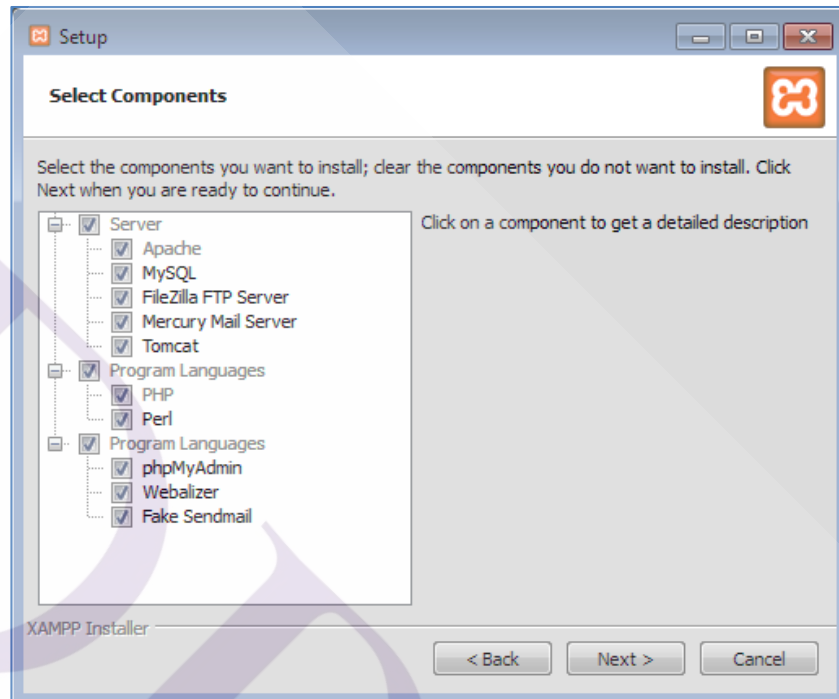 Setup
Select Components
Select the components you want to install; clear the components you do not want to install. Click
Next when you are ready to continue.
Server
Apache
MySQL
FileZilla FTP Server
Mercury Mail Server
Tomcat
Program Languages
PHP
Perl
Program Languages
phpMyAdmin
Webalizer
Fake Sendmail
Click on a component to get a detailed description
XAMPP Installer
< Back
Next >
Cancel